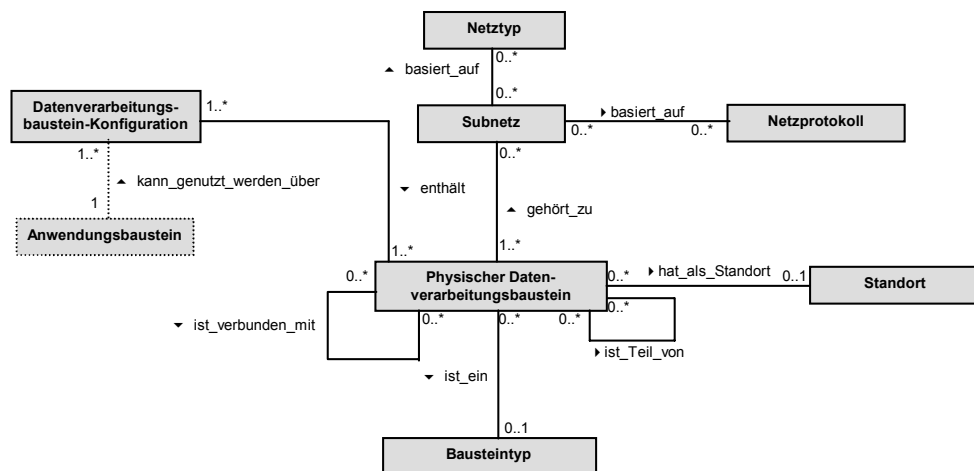 Netztyp
0..*
basiert_auf
0..*
Datenverarbeitungs-
baustein-Konfiguration
1..*
Subnetz
basiert_auf
0..*
0..*
Netzprotokoll
1..*
0..*
kann_genutzt_werden_über
enthält
1
gehört_zu
Anwendungsbaustein
1..*
1..*
0..*
Physischer Daten-
verarbeitungsbaustein
0..*
hat_als_Standort
0..1
Standort
0..*
ist_verbunden_mit
0..*
0..*
0..*
ist_Teil_von
ist_ein
0..1
Bausteintyp